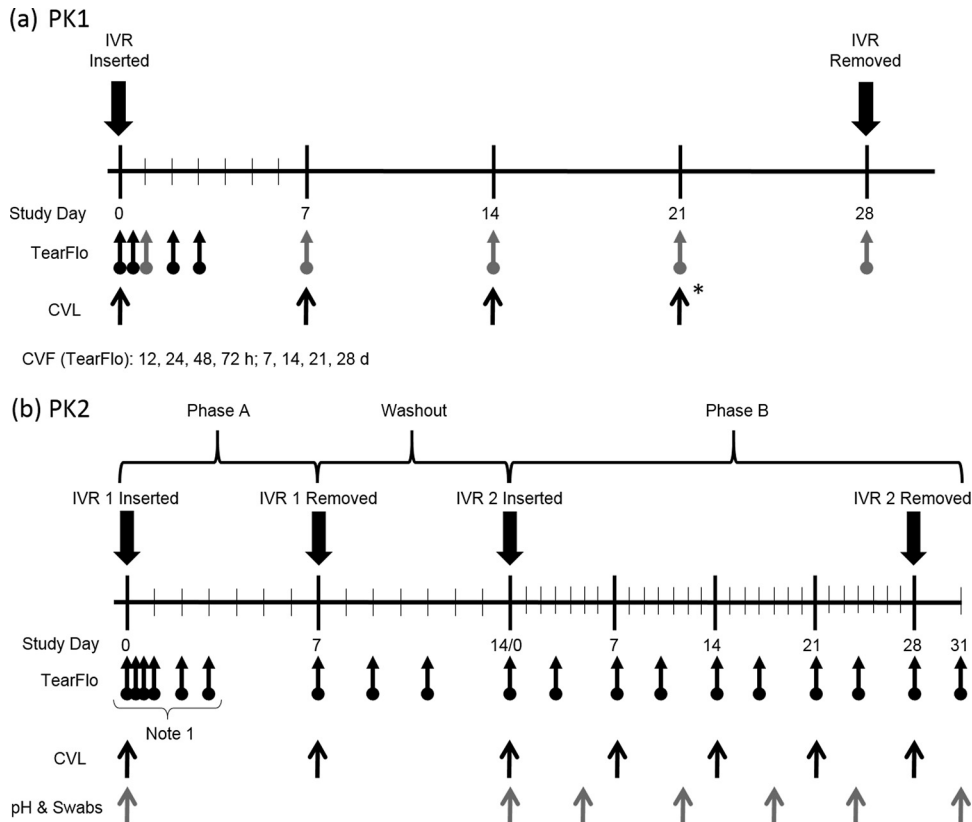 (a) PK1
IVR Inserted
IVR Removed
Study Day 0 7 14 21 28
TearFlo
CVL *
CVF (TearFlo): 12, 24, 48, 72 h; 7, 14, 21, 28 d
(b) PK2
Phase A Washout Phase B
IVR 1 Inserted IVR 1 Removed IVR 2 Inserted IVR 2 Removed
Study Day 0 7 14/0 7 14 21 28 31
TearFlo
Note 1
CVL
pH & Swabs